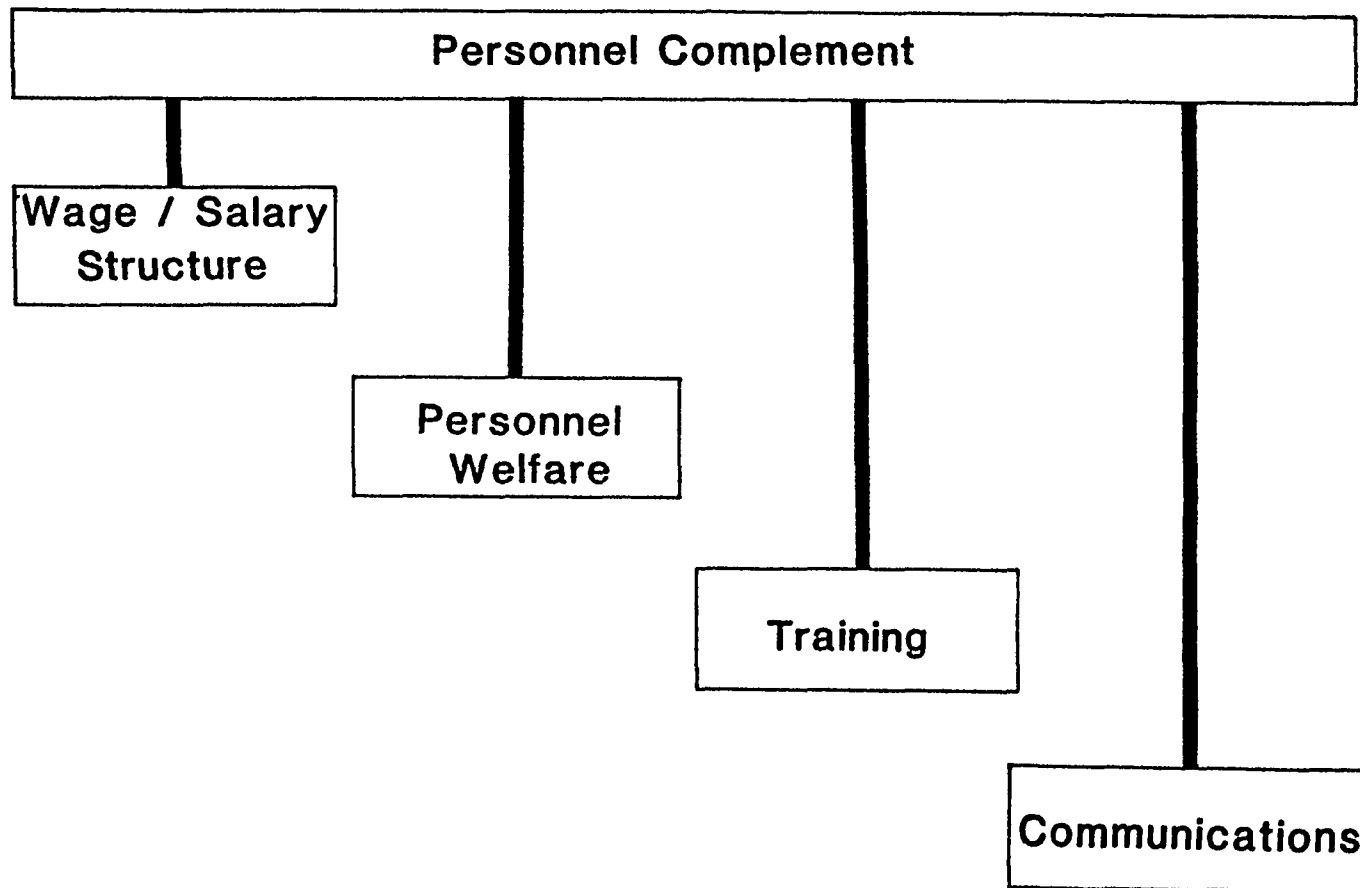 Personnel Complement
Wage / Salary
Structure
Personnel
Welfare
Training
Communications